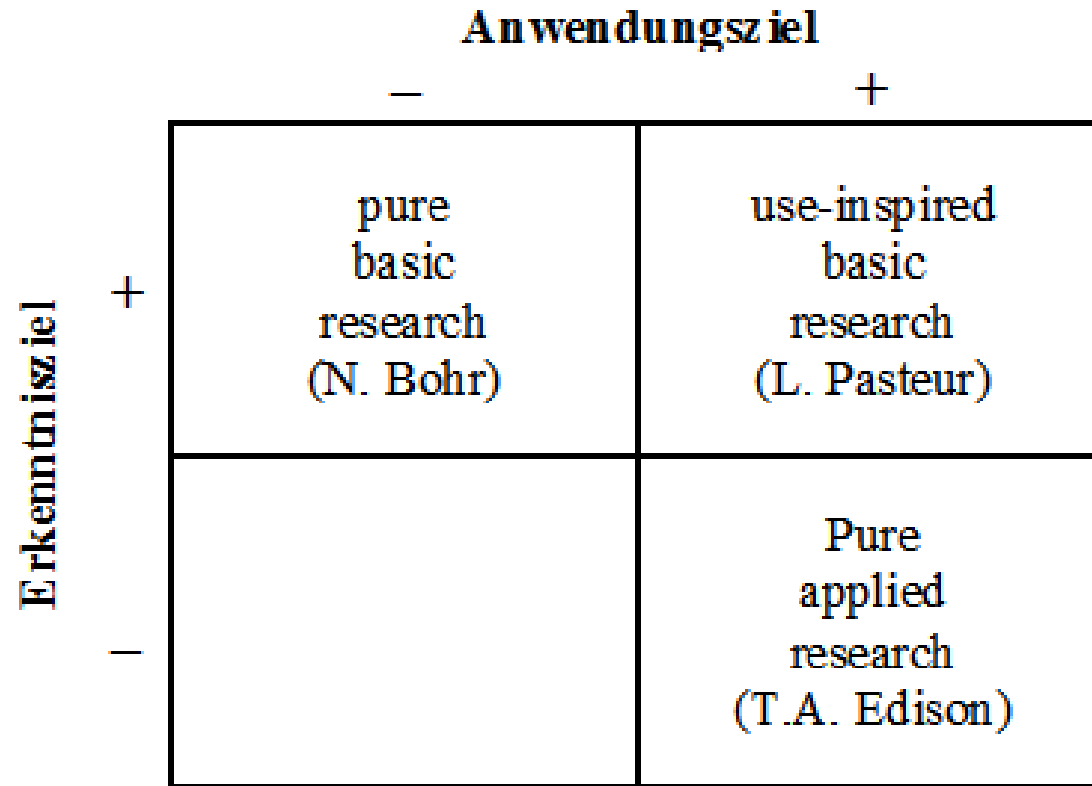 Anwendungsziel
– +
Erkenntnisziel
+
pure
basic
research
(N. Bohr)
use-inspired
basic
research
(L. Pasteur)
–
Pure
applied
research
(T.A. Edison)